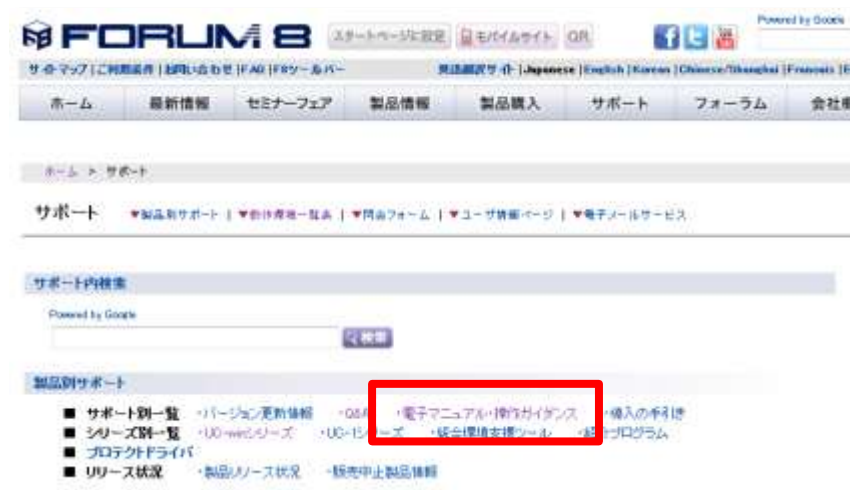 Powered by Google
FORUM 8 スタートページに設定 モバイルサイト QR
サイトマップ | ご利用条件 | お問い合わせ | FAQ | F8ツールバー 英語翻訳サイト | Japanese | English | Korean | Chinese/Shanghai | Francais
ホーム 最新情報 セミナーフェア 製品情報 製品購入 サポート フォーラム 会社
ホーム > サポート
サポート ▼製品別サポート | ▼動作環境一覧表 | ▼問合フォーム | ▼ユーザ情報ページ | ▼電子メールサービス
サポート内検索
Powered by Google
検索
製品別サポート
■ サポート別一覧 ・バージョン更新情報 ・Q&A ・電子マニュアル・操作ガイダンス ・導入の手引き
■ シリーズ別一覧 ・UC-win/シリーズ ・UC-1シリーズ ・統合環境支援ツール ・統合プログラム
■ プロテクトドライバ
■ リリース状況 ・製品リリース状況 ・販売中止製品情報